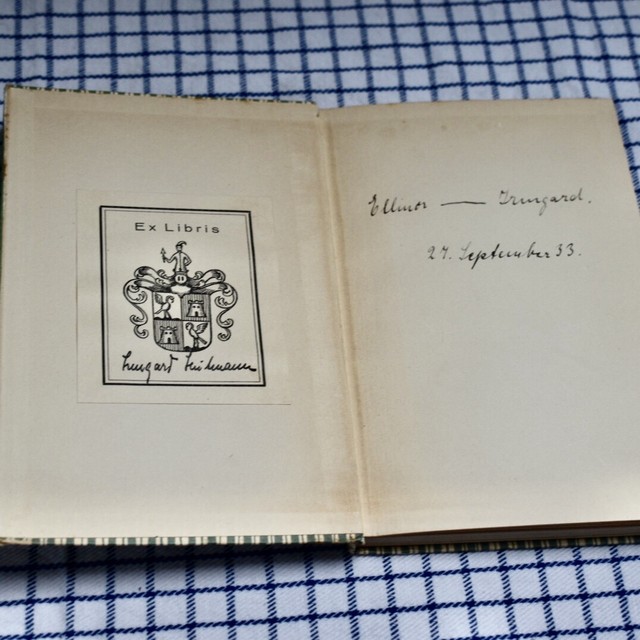 Ex Libris
Irmgard
Ellinor — Irmgard.
27. September 33.